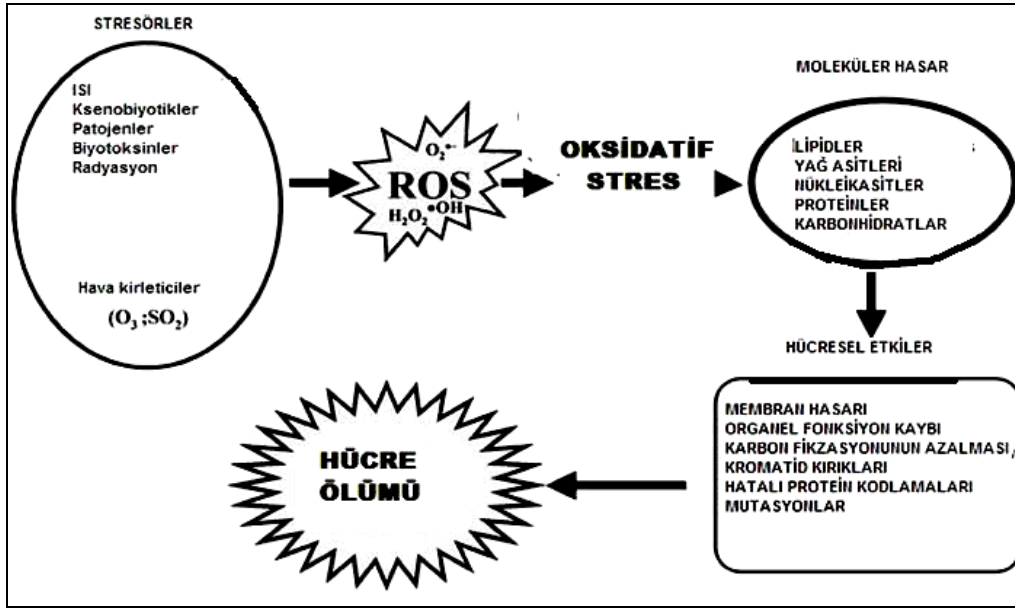 STRESÖRLER
ISI
Ksenobiyotikler
Patojenler
Biyotoksinler
Radyasyon
Hava kirleticiler
(O₃ ;SO₂)
O₂•-
ROS
H₂O₂ •OH
OKSİDATİF
STRES
MOLEKÜLER HASAR
LİPİDLER
YAĞ ASİTLERİ
NÜKLEİKASİTLER
PROTEİNLER
KARBONHİDRATLAR
HÜCRESEL ETKİLER
MEMBRAN HASARI
ORGANEL FONKSİYON KAYBI
KARBON FİKZASYONUNUN AZALMASI,
KROMATİD KIRIKLARI
HATALI PROTEİN KODLAMALARI
MUTASYONLAR
HÜCRE
ÖLÜMÜ